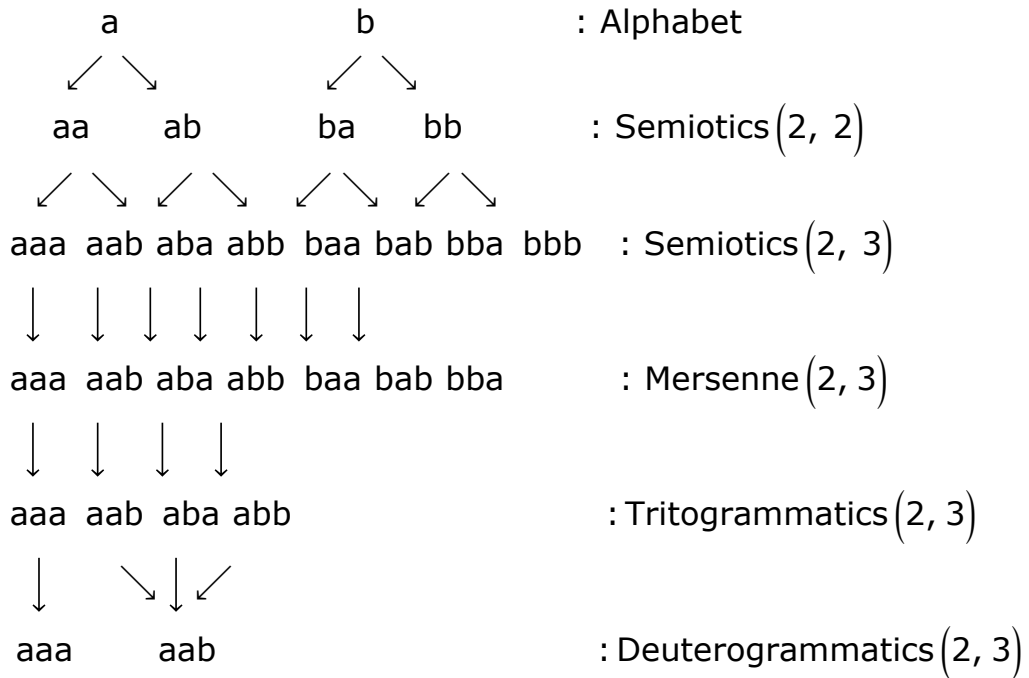 a b : Alphabet
aa ab ba bb : Semiotics(2, 2)
aaa aab aba abb baa bab bba bbb : Semiotics(2, 3)
aaa aab aba abb baa bab bba : Mersenne(2, 3)
aaa aab aba abb : Tritogrammatics(2, 3)
aaa aab : Deuterogrammatics(2, 3)